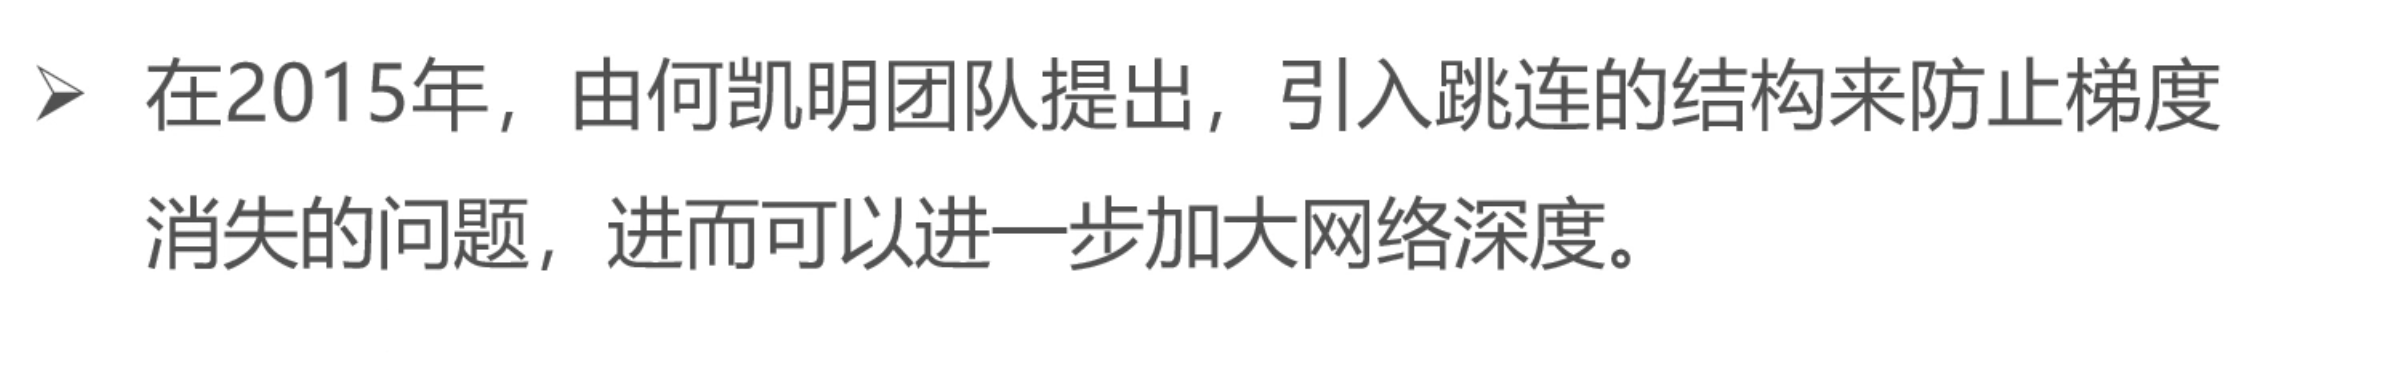 ➢ 在2015年，由何凯明团队提出，引入跳连的结构来防止梯度
消失的问题，进而可以进一步加大网络深度。